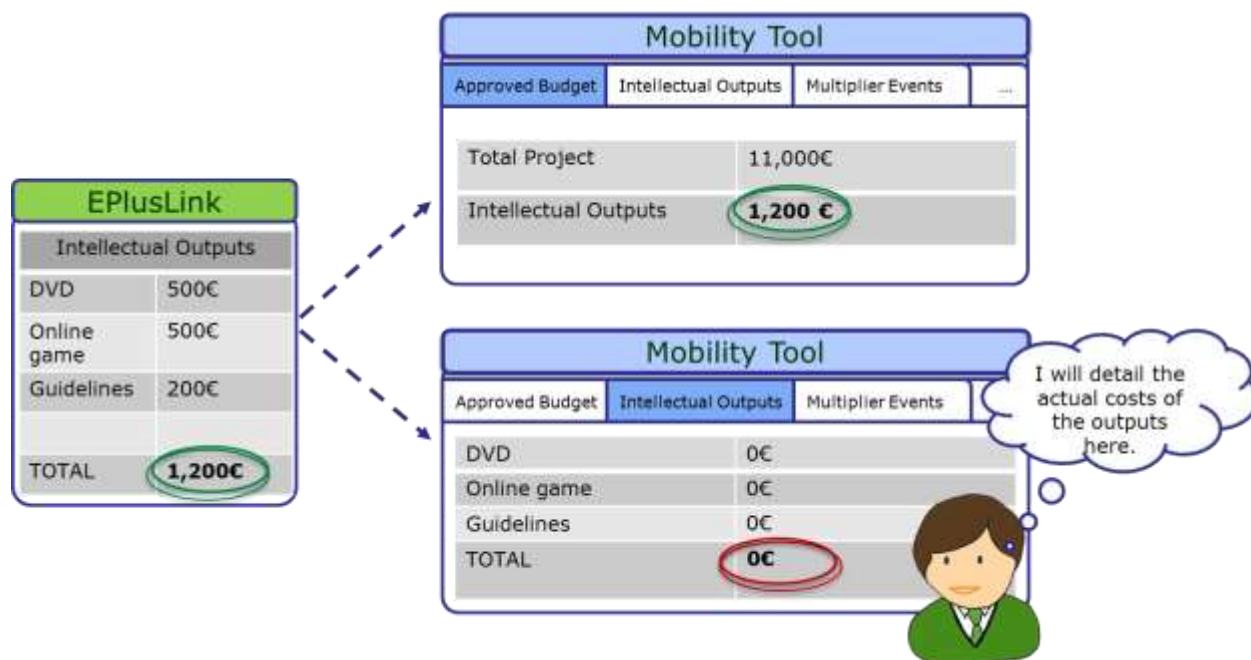 Mobility Tool
Approved Budget Intellectual Outputs Multiplier Events ...
Total Project 11,000€
Intellectual Outputs 1,200 €
EPlusLink
Intellectual Outputs
DVD 500€
Online
game 500€
Guidelines 200€
TOTAL 1,200€
Mobility Tool
Approved Budget Intellectual Outputs Multiplier Events
DVD 0€
Online game 0€
Guidelines 0€
TOTAL 0€
I will detail the
actual costs of
the outputs
here.